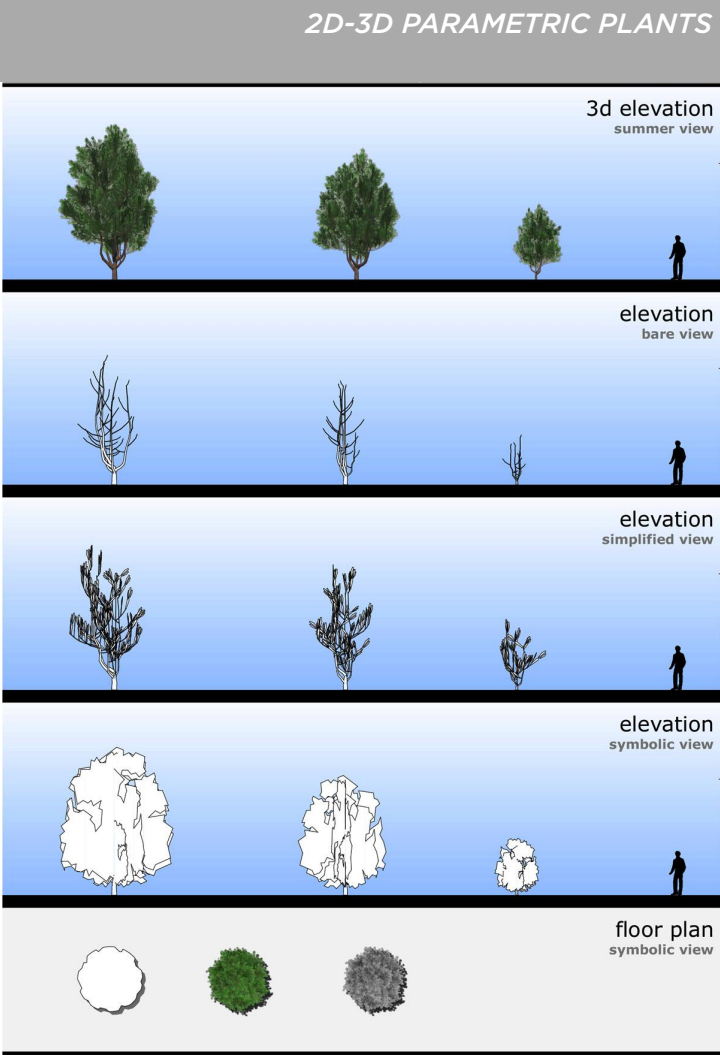 2D-3D PARAMETRIC PLANTS
3d elevation
summer view
elevation
bare view
elevation
simplified view
elevation
symbolic view
floor plan
symbolic view